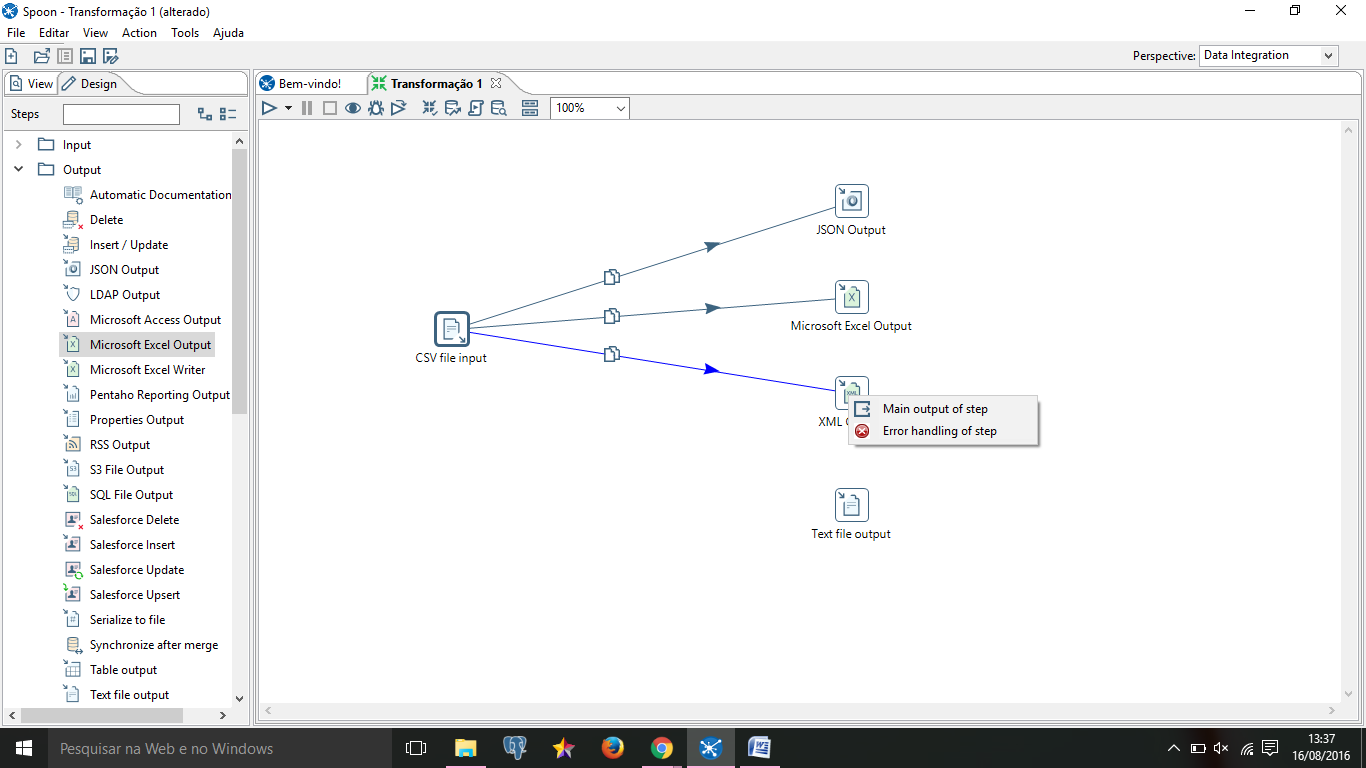 Spoon - Transformação 1 (alterado)
File Editar View Action Tools Ajuda
Perspective: Data Integration
View Design
Bem-vindo! Transformação 1
Steps
100%
Input
Output
Automatic Documentation
Delete
Insert / Update
JSON Output
LDAP Output
Microsoft Access Output
Microsoft Excel Output
Microsoft Excel Writer
Pentaho Reporting Output
Properties Output
RSS Output
S3 File Output
SQL File Output
Salesforce Delete
Salesforce Insert
Salesforce Update
Salesforce Upsert
Serialize to file
Synchronize after merge
Table output
Text file output
JSON Output
Microsoft Excel Output
CSV file input
XML
Main output of step
Error handling of step
Text file output
Pesquisar na Web e no Windows
13:37
16/08/2016